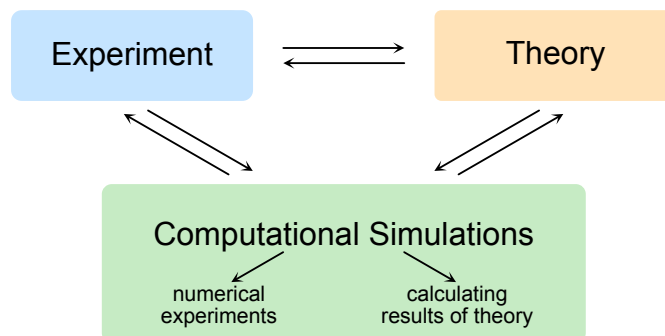 Experiment
Theory
Computational Simulations
numerical
experiments
calculating
results of theory